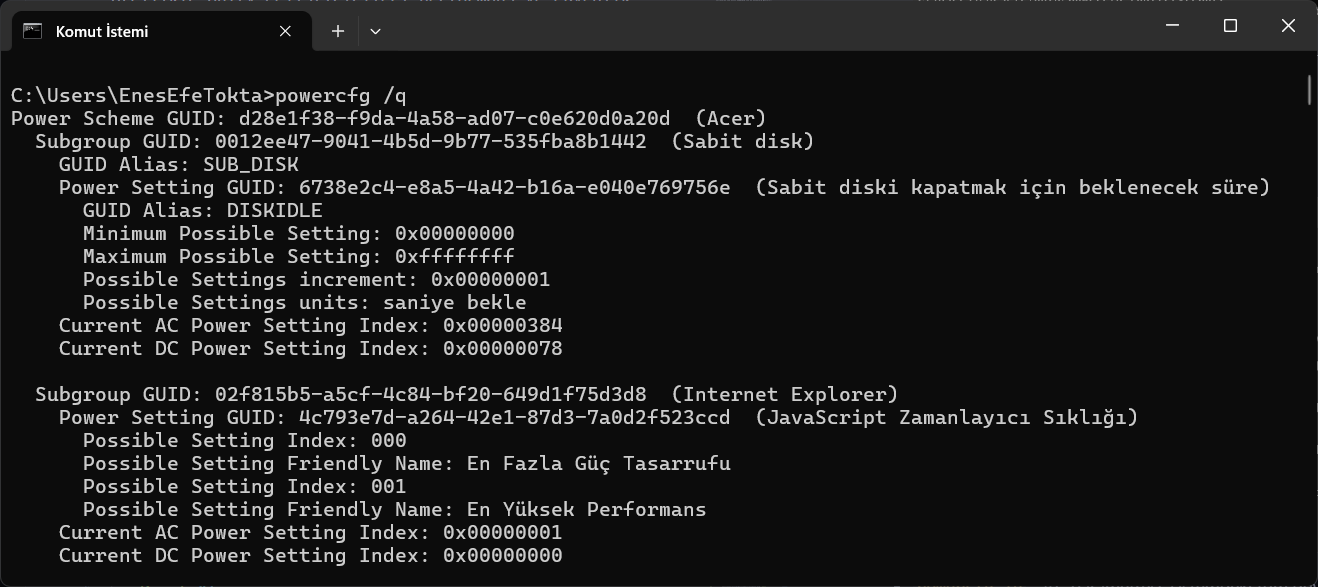 Komut İstemi
C:\Users\EnesEfeTokta>powercfg /q
Power Scheme GUID: d28e1f38-f9da-4a58-ad07-c0e620d0a20d  (Acer)
  Subgroup GUID: 0012ee47-9041-4b5d-9b77-535fba8b1442  (Sabit disk)
    GUID Alias: SUB_DISK
    Power Setting GUID: 6738e2c4-e8a5-4a42-b16a-e040e769756e  (Sabit diski kapatmak için beklenecek süre)
      GUID Alias: DISKIDLE
      Minimum Possible Setting: 0x00000000
      Maximum Possible Setting: 0xffffffff
      Possible Settings increment: 0x00000001
      Possible Settings units: saniye bekle
    Current AC Power Setting Index: 0x00000384
    Current DC Power Setting Index: 0x00000078
  Subgroup GUID: 02f815b5-a5cf-4c84-bf20-649d1f75d3d8  (Internet Explorer)
    Power Setting GUID: 4c793e7d-a264-42e1-87d3-7a0d2f523ccd  (JavaScript Zamanlayıcı Sıklığı)
      Possible Setting Index: 000
      Possible Setting Friendly Name: En Fazla Güç Tasarrufu
      Possible Setting Index: 001
      Possible Setting Friendly Name: En Yüksek Performans
    Current AC Power Setting Index: 0x00000001
    Current DC Power Setting Index: 0x00000000